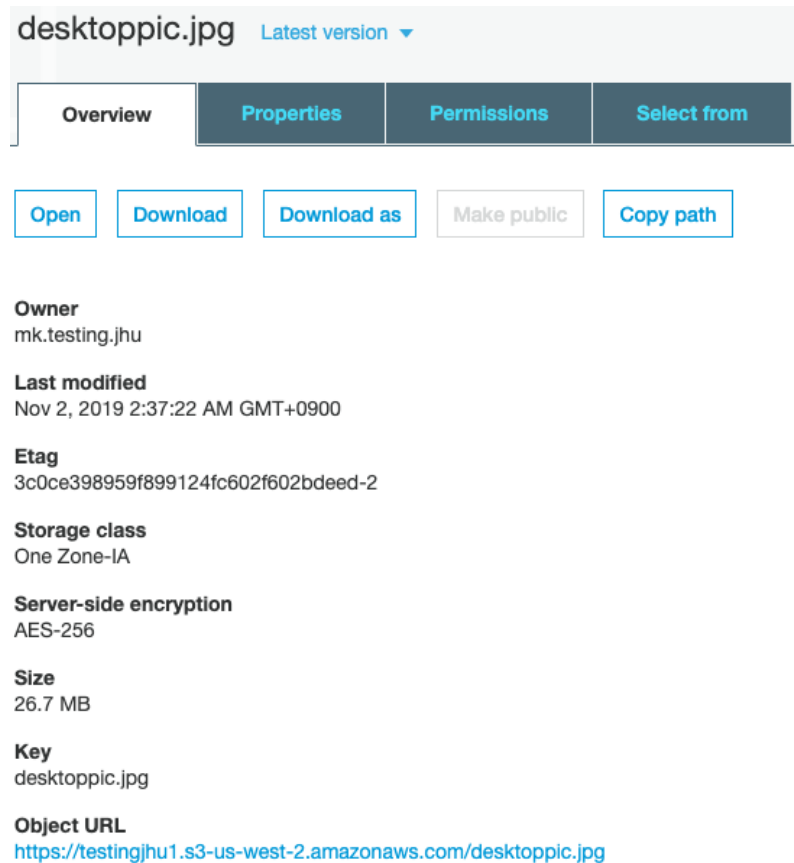 desktoppic.jpg Latest version
Overview Properties Permissions Select from
Open Download Download as Make public Copy path
Owner
mk.testing.jhu
Last modified
Nov 2, 2019 2:37:22 AM GMT+0900
Etag
3c0ce398959f899124fc602f602bdeed-2
Storage class
One Zone-IA
Server-side encryption
AES-256
Size
26.7 MB
Key
desktoppic.jpg
Object URL
https://testingjhu1.s3-us-west-2.amazonaws.com/desktoppic.jpg